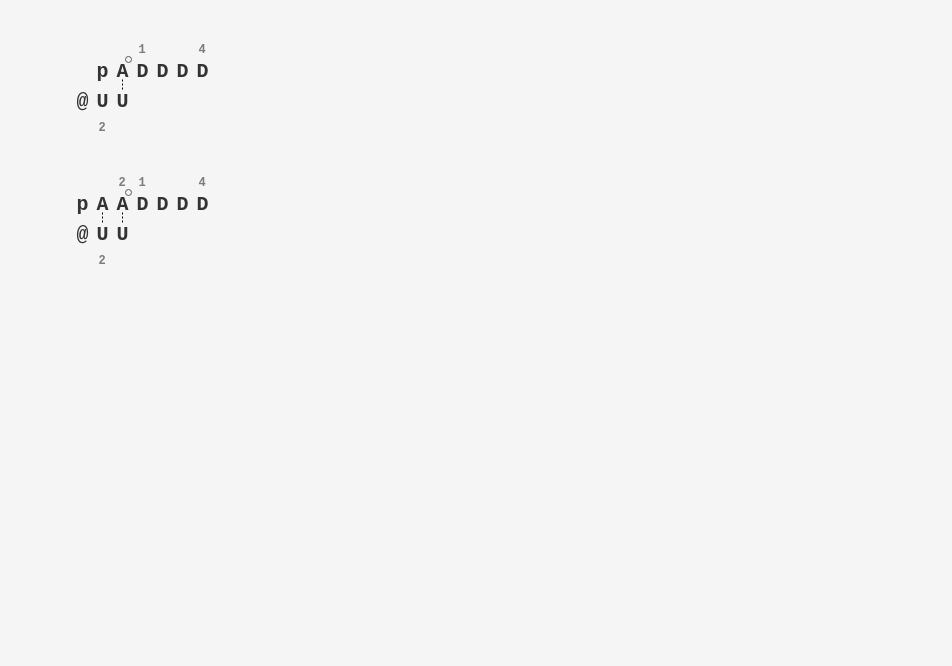 1 4
p A D D D D
@ U U
2
2 1 4
p A A D D D D
@ U U
2